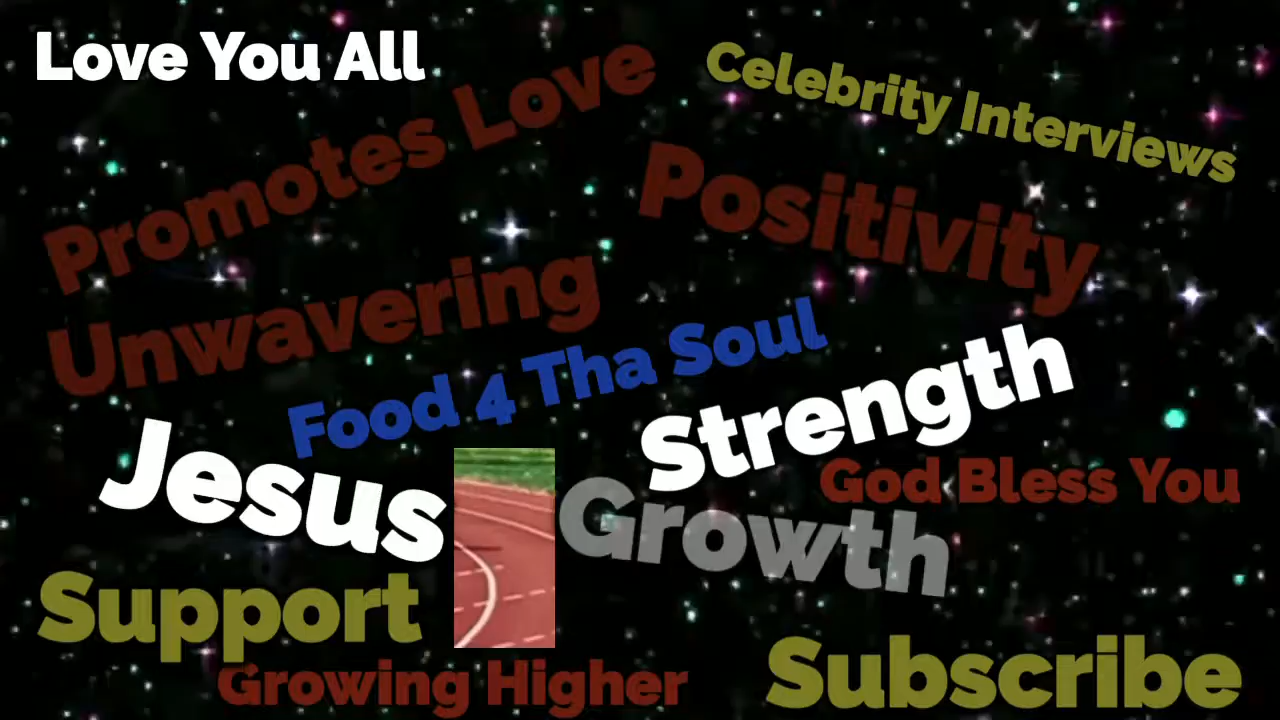 Love You All
Promotes Love
Celebrity Interviews
Positivity
Unwavering
Food 4 Tha Soul
Strength
Jesus
God Bless You
Growth
Support
Growing Higher
Subscribe